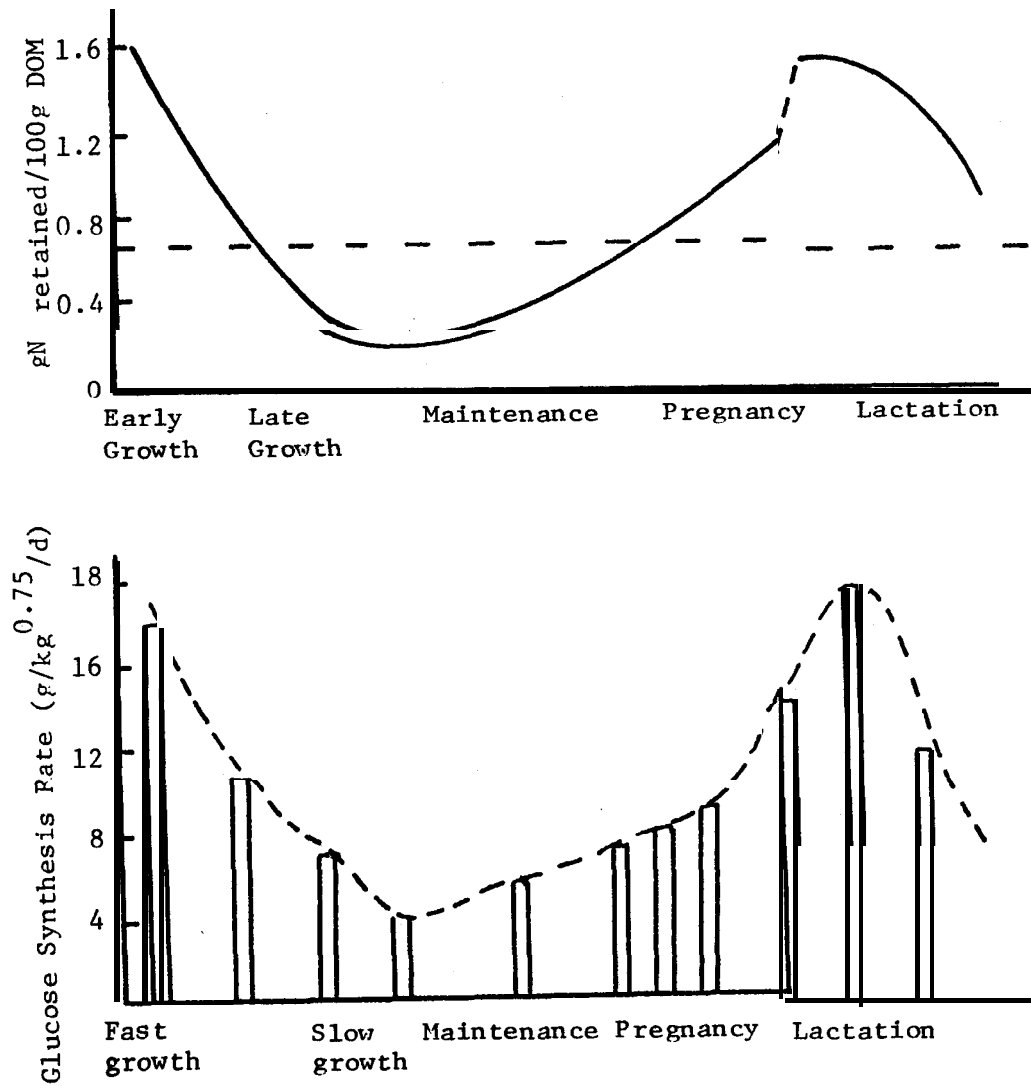 gN retained/100g DOM
1.6
1.2
0.8
0.4
0
Early Growth
Late Growth
Maintenance
Pregnancy
Lactation
Glucose Synthesis Rate (g/kg0.75/d)
18
16
12
8
4
Fast growth
Slow growth
Maintenance
Pregnancy
Lactation